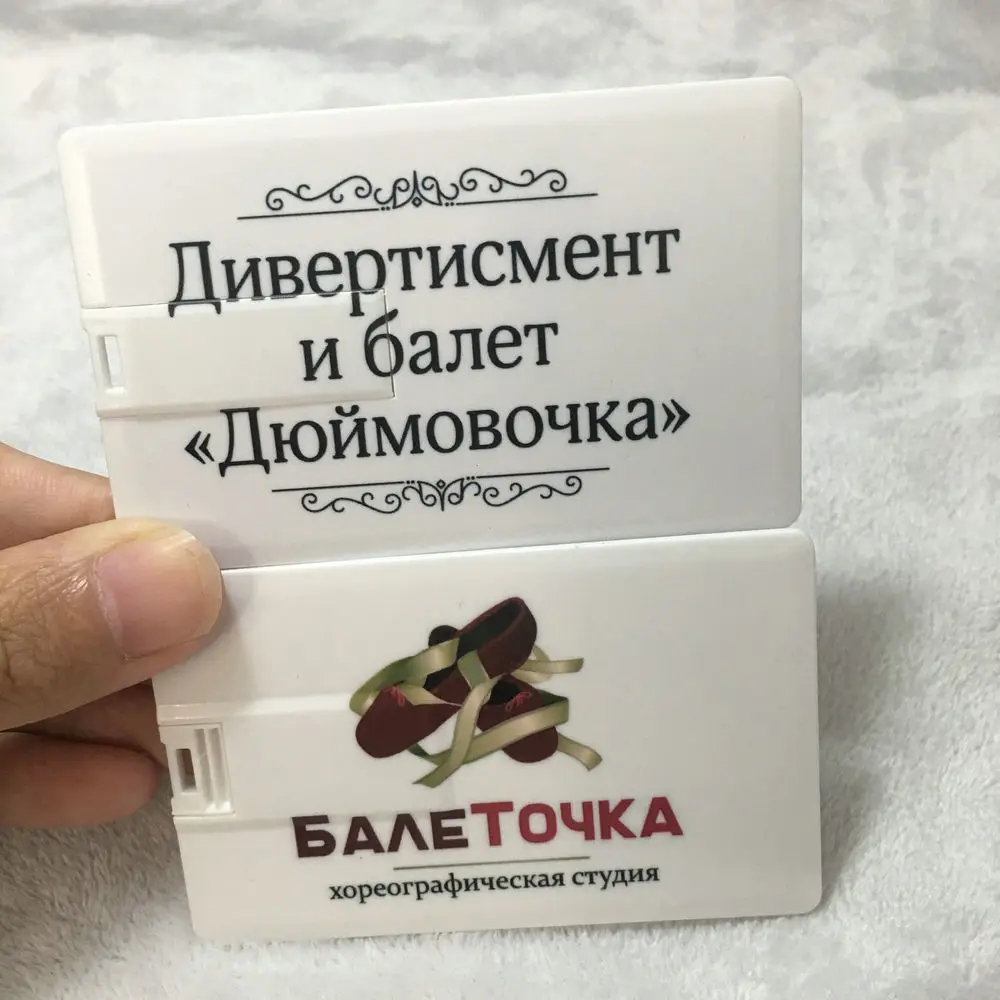 Дивертисмент
и балет
«Дюймовочка»
БАЛЕТОЧКА
хореографическая студия